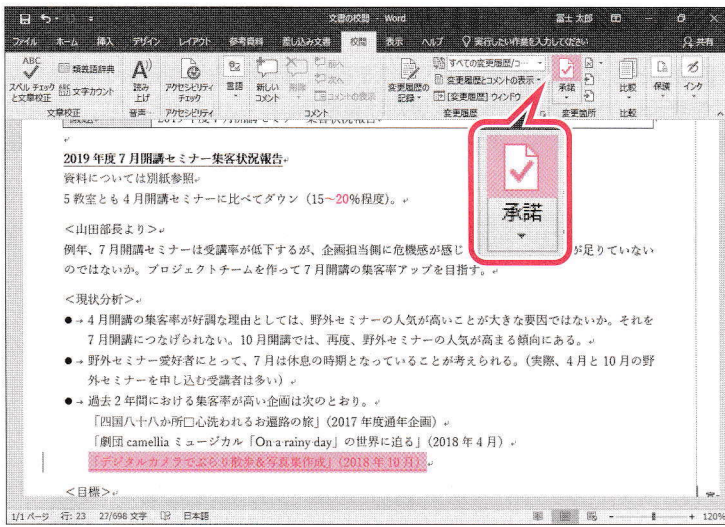 文書の校閲 - Word
富士 太郎
ファイル ホーム 挿入 デザイン レイアウト 参考資料 差し込み文書 校閲 表示 ヘルプ 実行したい作業を入力してください 共有
ABC
スペル チェックと文章校正
類義語辞典
文字カウント
文章校正
A
読み上げ
音声
アクセシビリティ チェック
アクセシビリティ
言語
新しいコメント
削除
前へ
次へ
コメントの表示
コメント
変更履歴の記録
すべての変更履歴/コ…
変更履歴とコメントの表示
[変更履歴] ウィンドウ
変更履歴
承諾
変更箇所
比較
比較
保護
インク
承諾
2019 年度 7 月開講セミナー集客状況報告
2019 年度 7 月開講セミナー集客状況報告
資料については別紙参照。
5 教室とも 4 月開講セミナーに比べてダウン（15～20%程度）。
＜山田部長より＞
例年、7 月開講セミナーは受講率が低下するが、企画担当側に危機感が感じ が足りていない
のではないか。プロジェクトチームを作って 7 月開講の集客率アップを目指す。
＜現状分析＞
●→4 月開講の集客率が好調な理由としては、野外セミナーの人気が高いことが大きな要因ではないか。それを
7 月開講につなげられない。10 月開講では、再度、野外セミナーの人気が高まる傾向にある。
●→野外セミナー愛好者にとって、7 月は休息の時期となっていることが考えられる。（実際、4 月と 10 月の野
外セミナーを申し込む受講者は多い）
●→過去 2 年間における集客率が高い企画は次のとおり。
「四国八十八か所□心洗われるお遍路の旅」（2017 年度通年企画）
「劇団 camellia ミュージカル「On a rainy day」の世界に迫る」（2018 年 4 月）
「デジタルカメラでぶらり散歩&写真集作成」（2018 年 10 月）
＜目標＞
1/1 ページ 行: 23 27/698 文字 日本語
120%